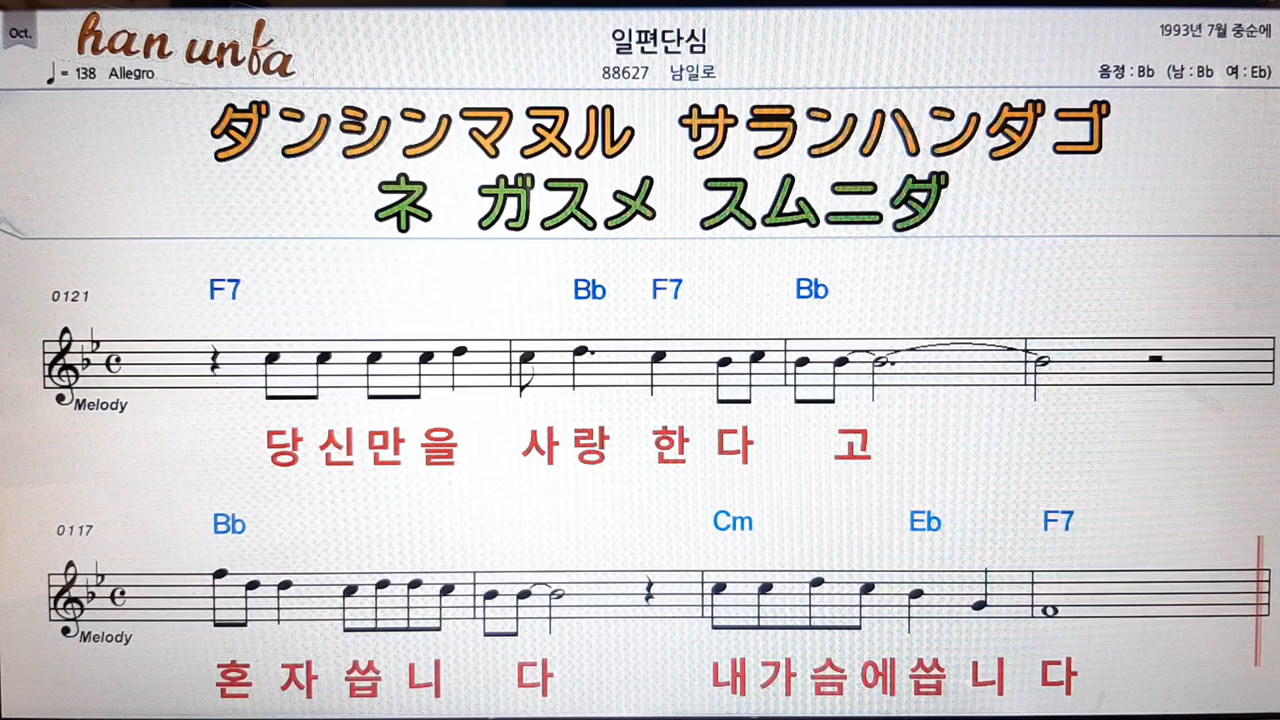 Oct.
han unfa
일편단심
1993년 7월 중순에
♩= 138 Allegro
88627 남일로
음정 : Bb (남 : Bb 여 : Eb)
ダンシンマヌル サランハンダゴ
ネ ガスメ スムニダ
0121
F7 Bb F7 Bb
Melody
당신만을 사랑 한다 고
0117
Bb Cm Eb F7
Melody
혼자씁니 다 내가슴에씁니 다